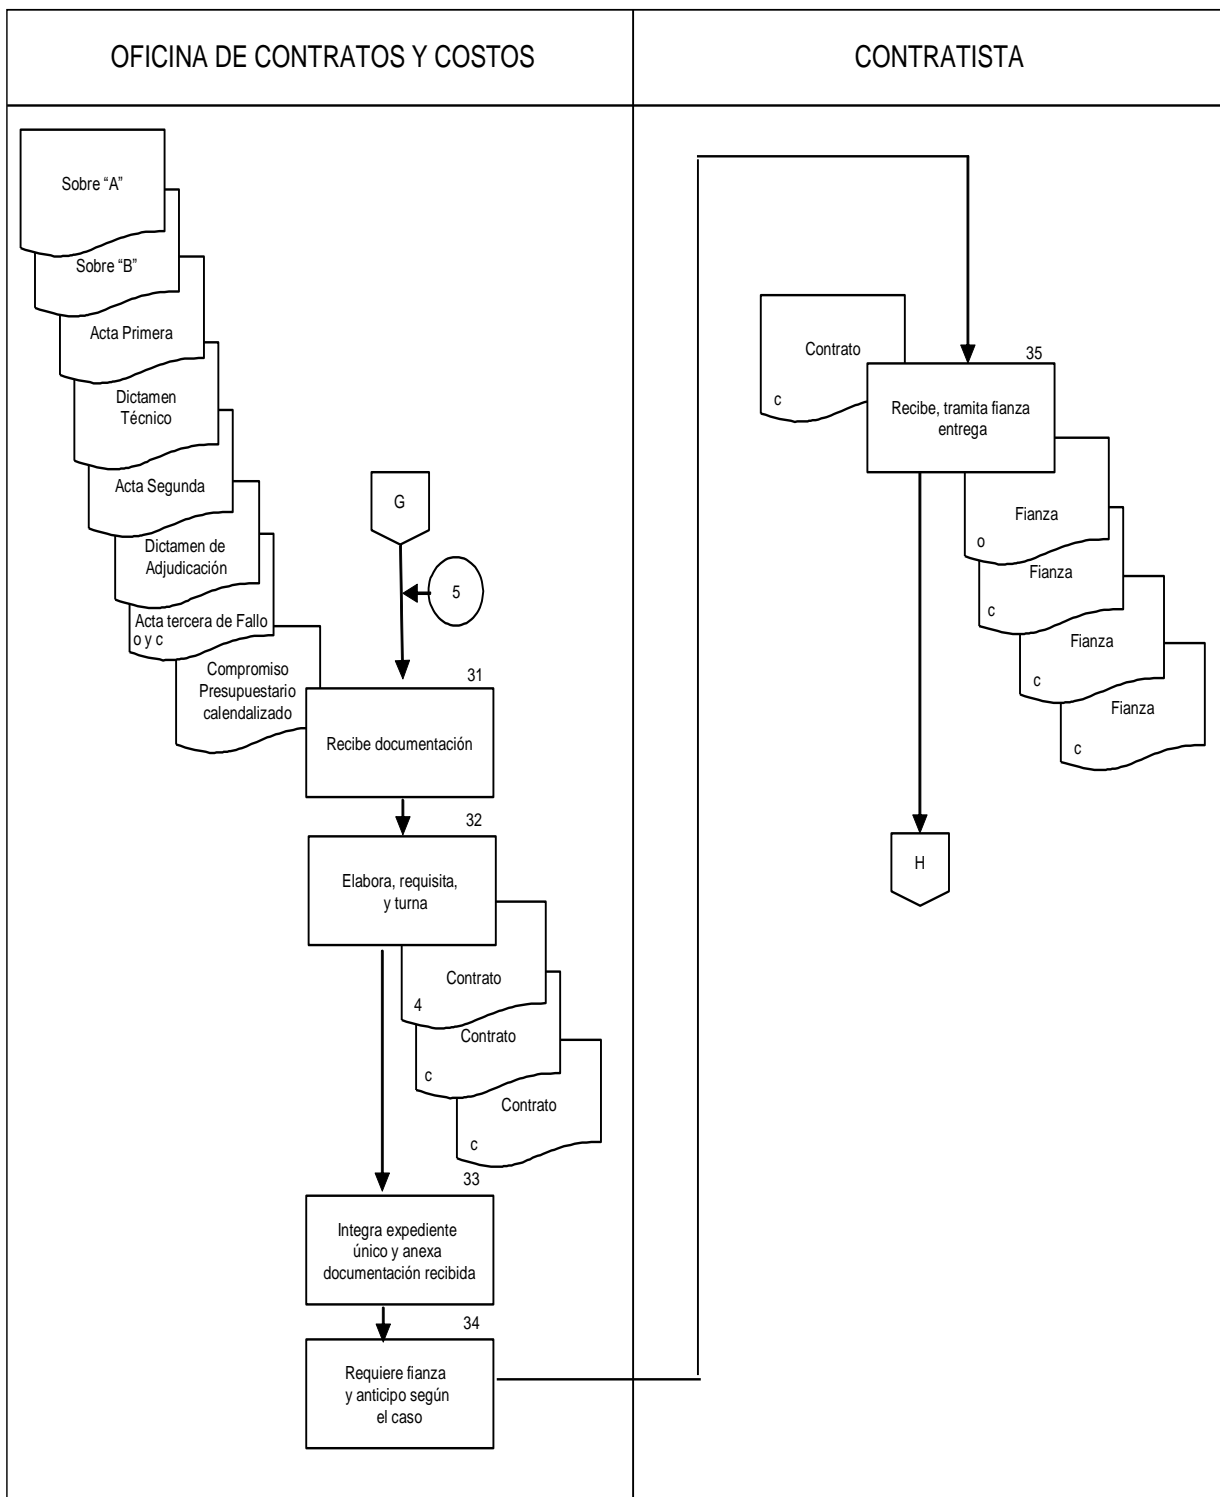 OFICINA DE CONTRATOS Y COSTOS
CONTRATISTA
Sobre “A”
Sobre “B”
Acta Primera
Dictamen
Técnico
Acta Segunda
Dictamen de
Adjudicación
Acta tercera de Fallo
o y c
Compromiso
Presupuestario
calendalizado
G
5
31
Recibe documentación
32
Elabora, requisita,
y turna
Contrato
4
Contrato
c
Contrato
c
33
Integra expediente
único y anexa
documentación recibida
34
Requiere fianza
y anticipo según
el caso
Contrato
c
35
Recibe, tramita fianza
entrega
Fianza
o
Fianza
c
Fianza
c
Fianza
c
H